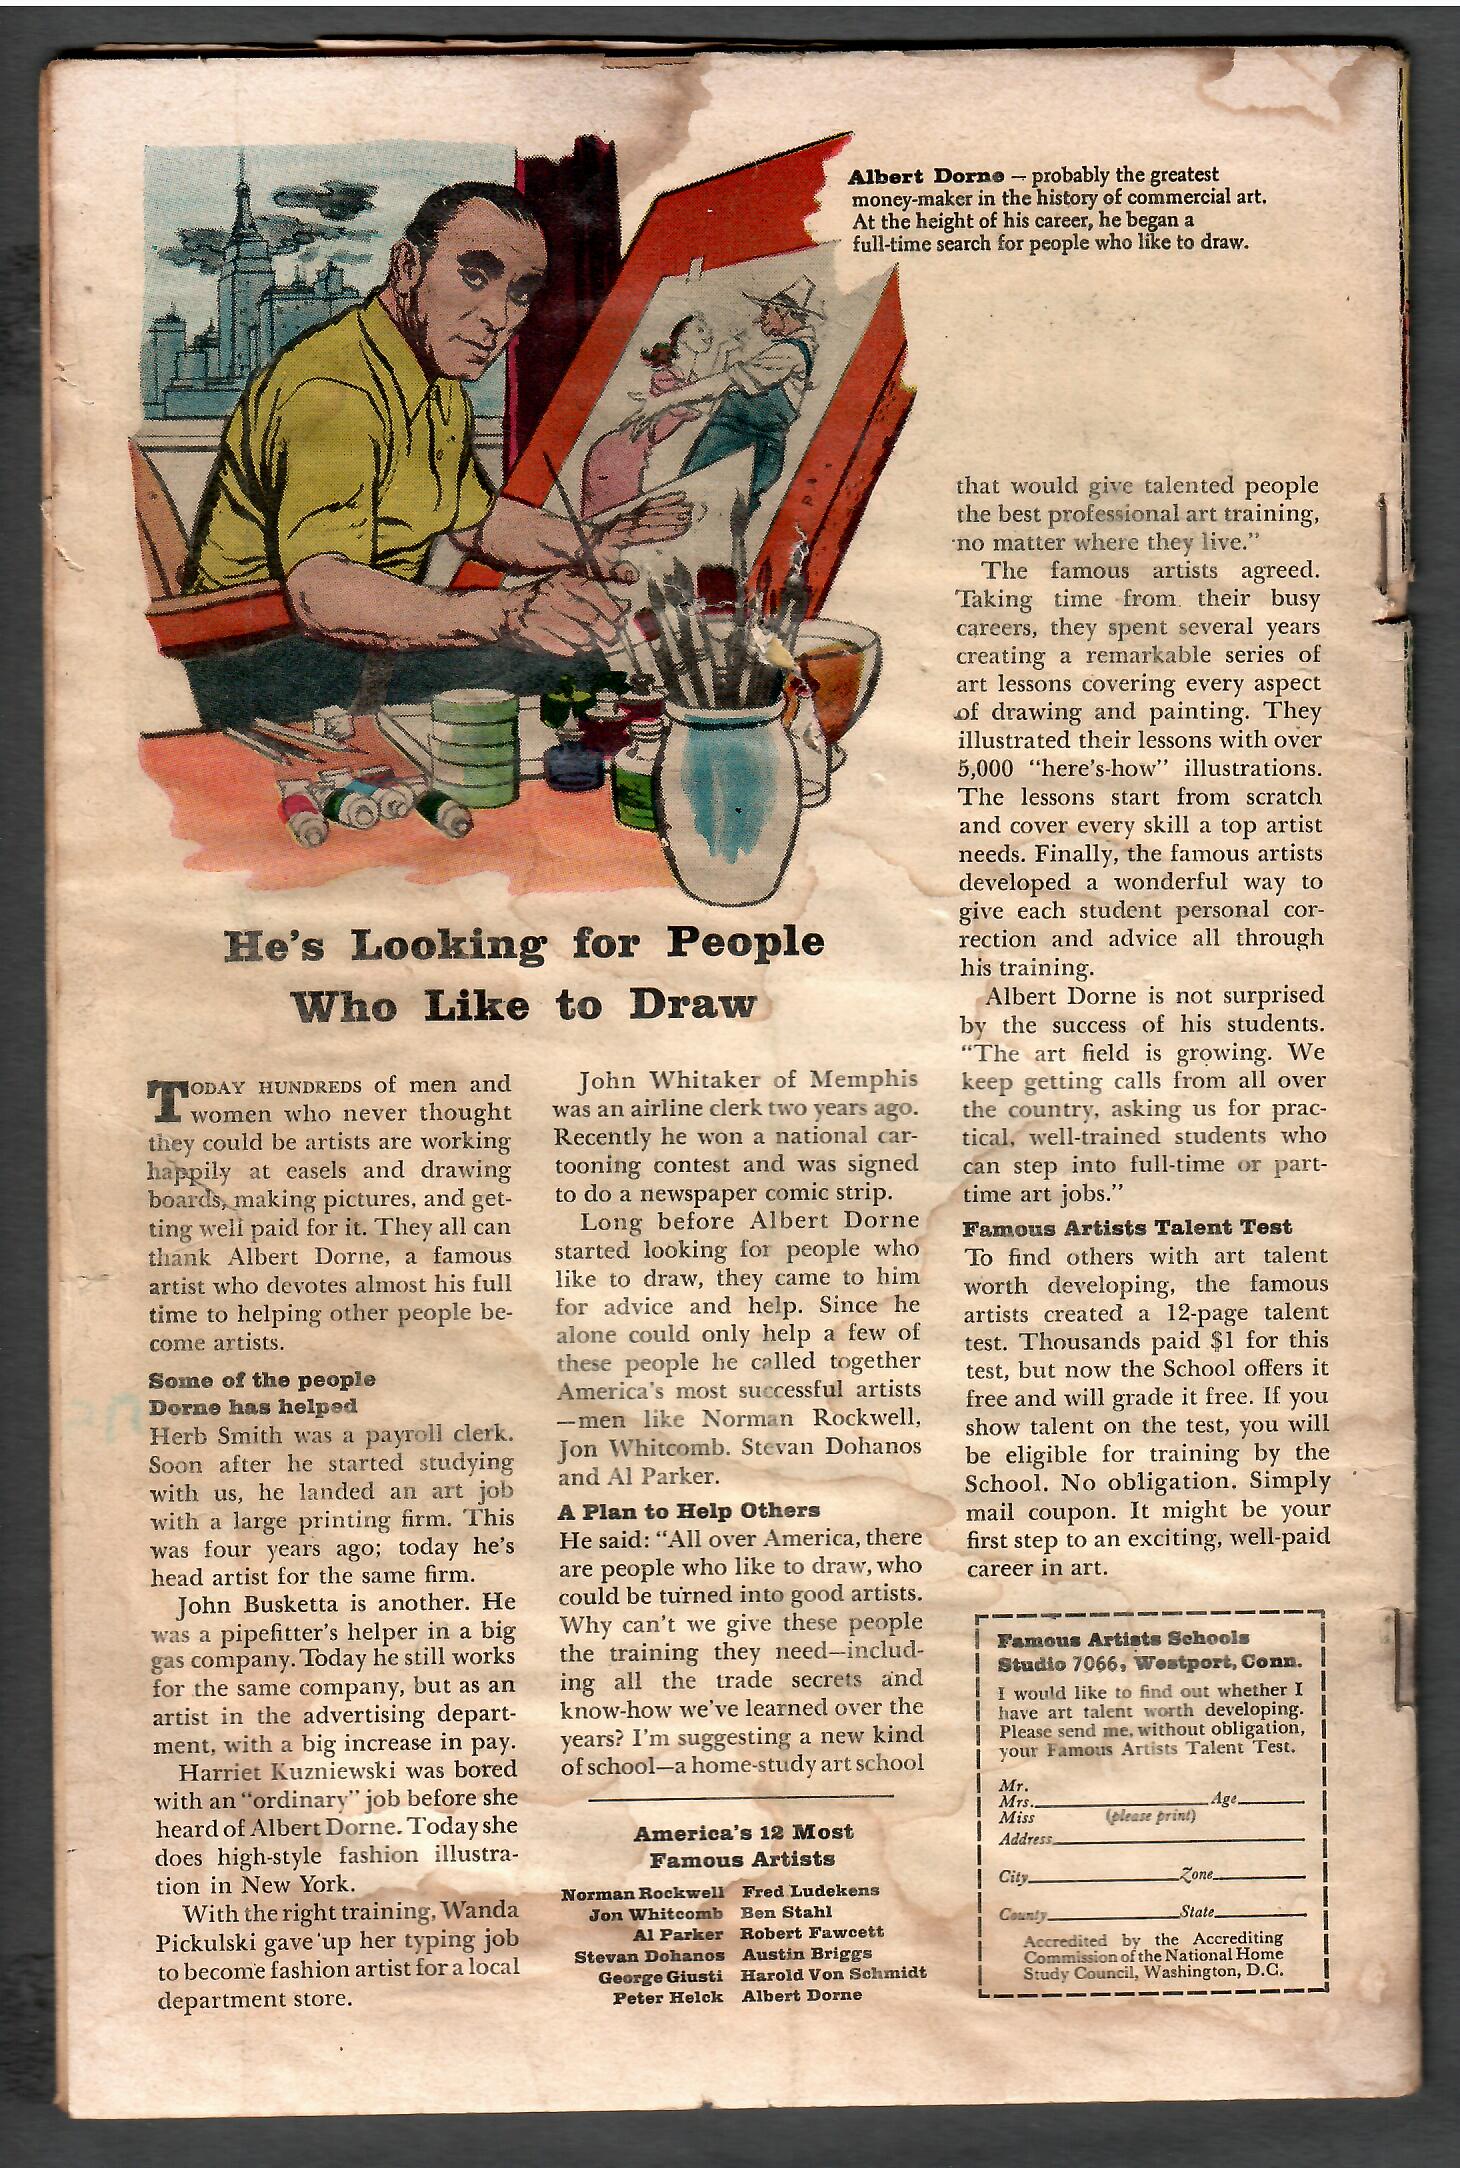 Albert Dorne – probably the greatest
money-maker in the history of commercial art.
At the height of his career, he began a
full-time search for people who like to draw.
He's Looking for People
Who Like to Draw
TODAY HUNDREDS of men and
women who never thought
they could be artists are working
happily at easels and drawing
boards, making pictures, and get-
ting well paid for it. They all can
thank Albert Dorne, a famous
artist who devotes almost his full
time to helping other people be-
come artists.
Some of the people
Dorne has helped
Herb Smith was a payroll clerk.
Soon after he started studying
with us, he landed an art job
with a large printing firm. This
was four years ago; today he's
head artist for the same firm.
John Busketta is another. He
was a pipefitter's helper in a big
gas company. Today he still works
for the same company, but as an
artist in the advertising depart-
ment, with a big increase in pay.
Harriet Kuzniewski was bored
with an "ordinary" job before she
heard of Albert Dorne. Today she
does high-style fashion illustra-
tion in New York.
With the right training, Wanda
Pickulski gave up her typing job
to become fashion artist for a local
department store.
John Whitaker of Memphis
was an airline clerk two years ago.
Recently he won a national car-
tooning contest and was signed
to do a newspaper comic strip.
Long before Albert Dorne
started looking for people who
like to draw, they came to him
for advice and help. Since he
alone could only help a few of
these people he called together
America's most successful artists
—men like Norman Rockwell,
Jon Whitcomb. Stevan Dohanos
and Al Parker.
A Plan to Help Others
He said: "All over America, there
are people who like to draw, who
could be turned into good artists.
Why can't we give these people
the training they need—includ-
ing all the trade secrets and
know-how we've learned over the
years? I'm suggesting a new kind
of school—a home-study art school
that would give talented people
the best professional art training,
no matter where they live."
The famous artists agreed.
Taking time from their busy
careers, they spent several years
creating a remarkable series of
art lessons covering every aspect
of drawing and painting. They
illustrated their lessons with over
5,000 "here's-how" illustrations.
The lessons start from scratch
and cover every skill a top artist
needs. Finally, the famous artists
developed a wonderful way to
give each student personal cor-
rection and advice all through
his training.
Albert Dorne is not surprised
by the success of his students.
"The art field is growing. We
keep getting calls from all over
the country, asking us for prac-
tical, well-trained students who
can step into full-time or part-
time art jobs."
Famous Artists Talent Test
To find others with art talent
worth developing, the famous
artists created a 12-page talent
test. Thousands paid $1 for this
test, but now the School offers it
free and will grade it free. If you
show talent on the test, you will
be eligible for training by the
School. No obligation. Simply
mail coupon. It might be your
first step to an exciting, well-paid
career in art.
America's 12 Most
Famous Artists
Norman Rockwell Fred Ludekens
Jon Whitcomb Ben Stahl
Al Parker Robert Fawcett
Stevan Dohanos Austin Briggs
George Giusti Harold Von Schmidt
Peter Helck Albert Dorne
Famous Artists Schools
Studio 7066, Westport, Conn.
I would like to find out whether I
have art talent worth developing.
Please send me, without obligation,
your Famous Artists Talent Test.
Mr.
Mrs. Age
Miss (please print)
Address
City Zone
County State
Accredited by the Accrediting
Commission of the National Home
Study Council, Washington, D.C.